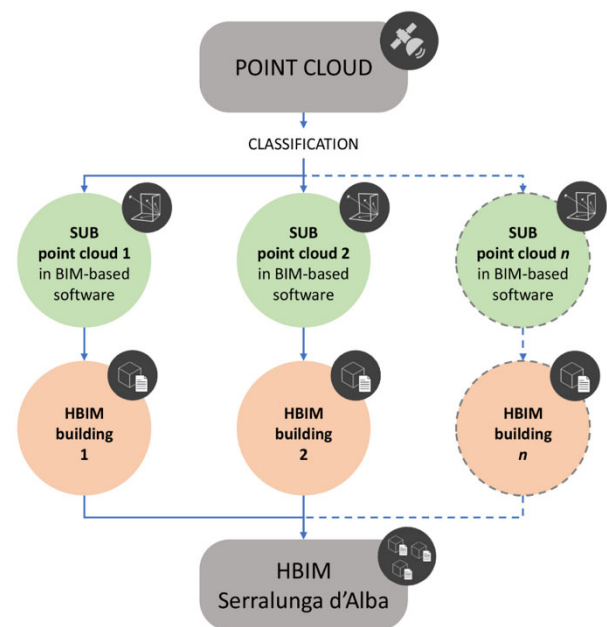 POINT CLOUD
CLASSIFICATION
SUB
point cloud 1
in BIM-based
software
SUB
point cloud 2
in BIM-based
software
SUB
point cloud n
in BIM-based
software
HBIM
building
1
HBIM
building
2
HBIM
building
n
HBIM
Serralunga d'Alba